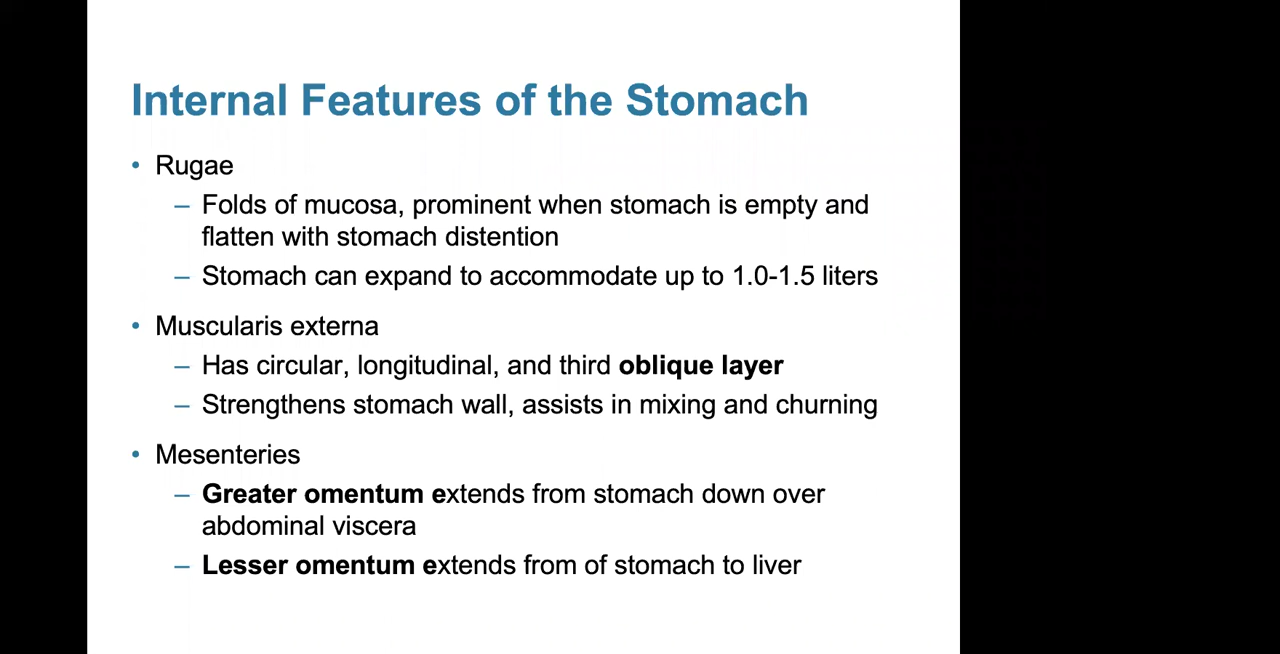 Internal Features of the Stomach
• Rugae
– Folds of mucosa, prominent when stomach is empty and
flatten with stomach distention
– Stomach can expand to accommodate up to 1.0-1.5 liters
• Muscularis externa
– Has circular, longitudinal, and third oblique layer
– Strengthens stomach wall, assists in mixing and churning
• Mesenteries
– Greater omentum extends from stomach down over
abdominal viscera
– Lesser omentum extends from of stomach to liver